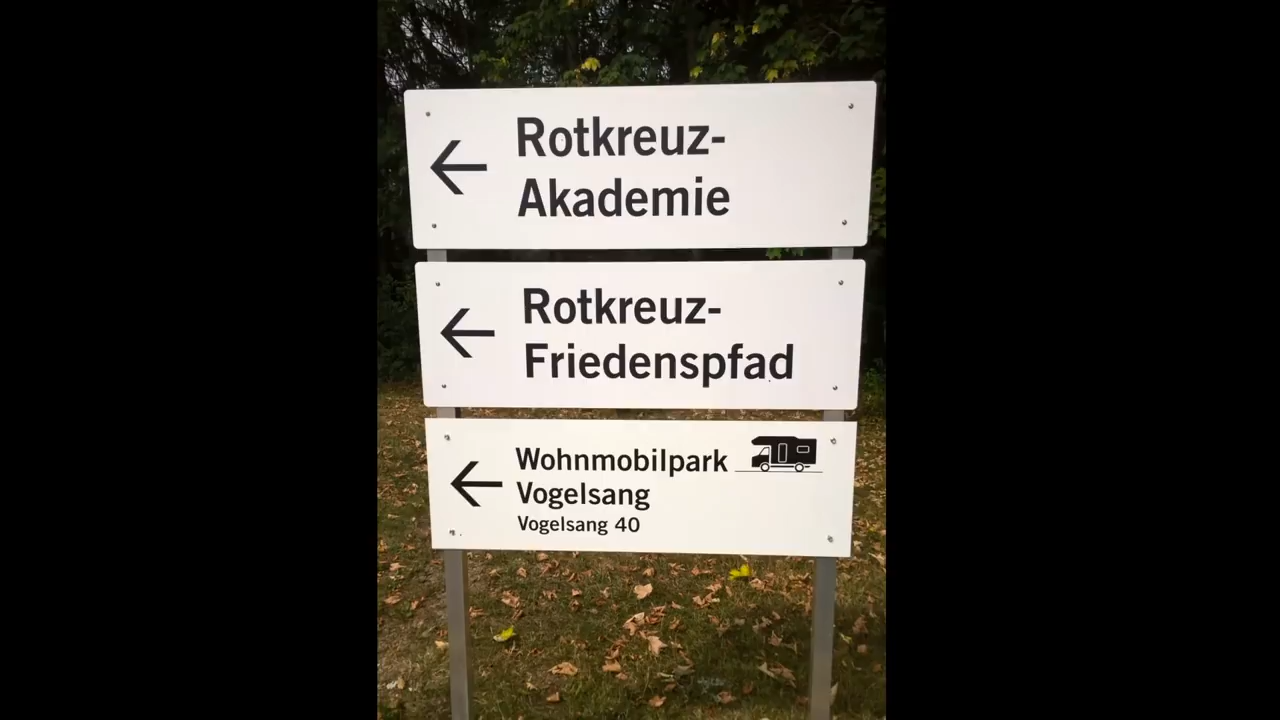 Rotkreuz-
Akademie
Rotkreuz-
Friedenspfad
Wohnmobilpark
Vogelsang
Vogelsang 40